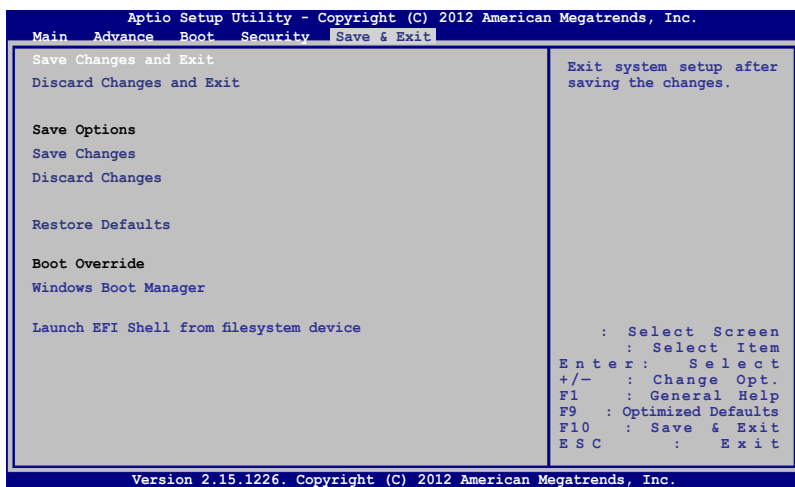 Aptio Setup Utility - Copyright (C) 2012 American Megatrends, Inc.
Main Advance Boot Security Save & Exit
Save Changes and Exit
Discard Changes and Exit
Save Options
Save Changes
Discard Changes
Restore Defaults
Boot Override
Windows Boot Manager
Launch EFI Shell from filesystem device
Exit system setup after
saving the changes.
: Select Screen
: Select Item
Enter: Select
+/— : Change Opt.
F1 : General Help
F9 : Optimized Defaults
F10 : Save & Exit
ESC : Exit
Version 2.15.1226. Copyright (C) 2012 American Megatrends, Inc.